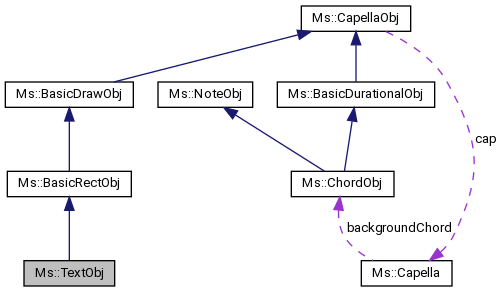 Ms::CapellaObj
Ms::BasicDrawObj
Ms::NoteObj
Ms::BasicDurationalObj
cap
Ms::BasicRectObj
Ms::ChordObj
backgroundChord
Ms::TextObj
Ms::Capella